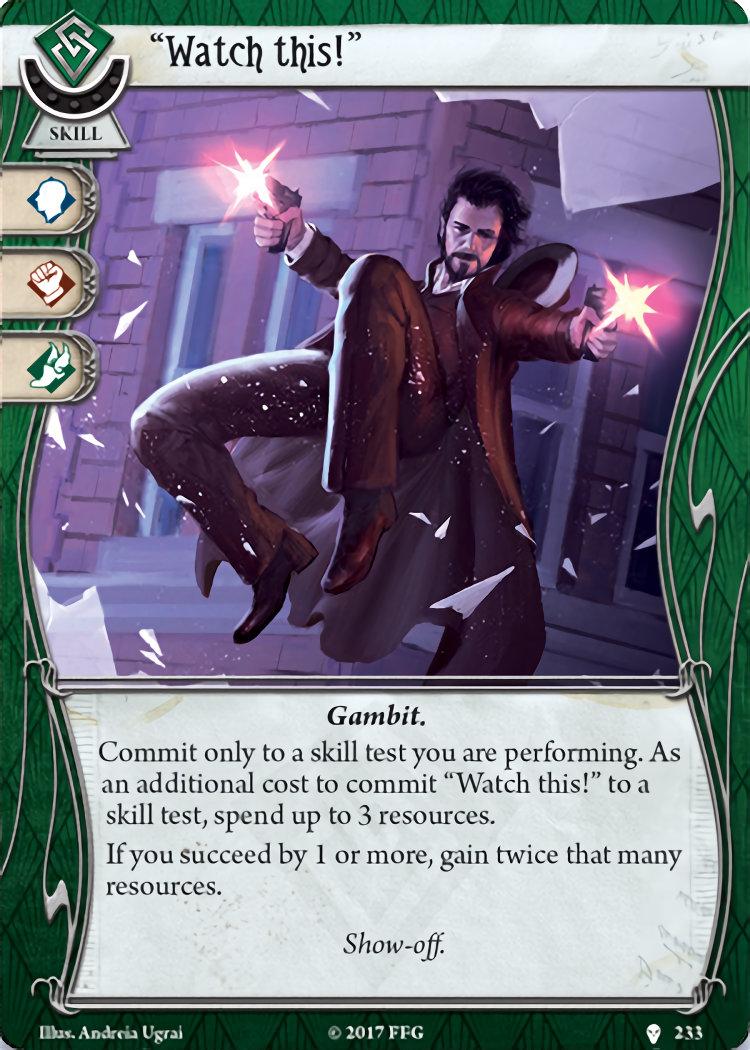 “Watch this!”
SKILL
Gambit.
Commit only to a skill test you are performing. As
an additional cost to commit “Watch this!” to a
skill test, spend up to 3 resources.
If you succeed by 1 or more, gain twice that many
resources.
Show-off.
Illus. Andreia Ugrai
© 2017 FFG
233